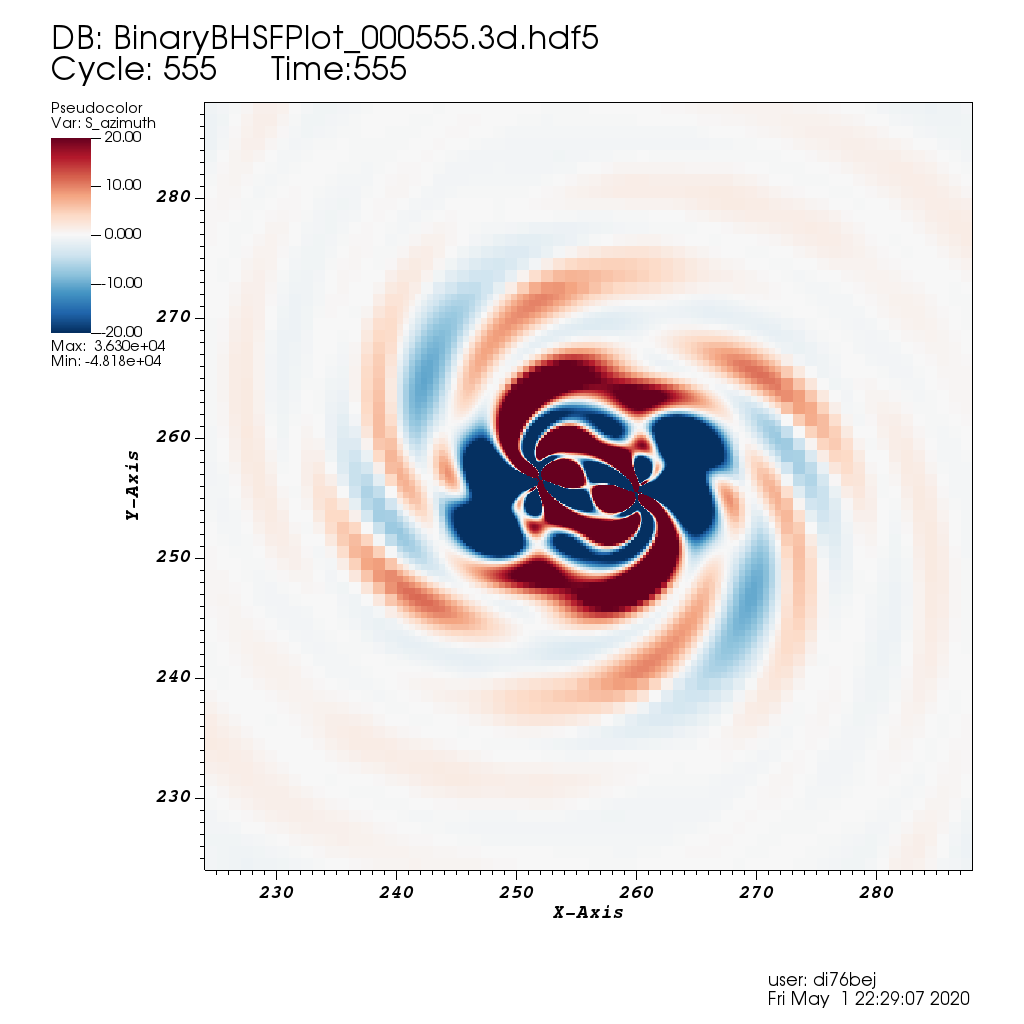 DB: BinaryBHSFPlot_000555.3d.hdf5
Cycle: 555 Time:555
Pseudocolor
Var: S_azimuth
20.00
10.00
0.000
-10.00
-20.00
Max: 3.630e+04
Min: -4.818e+04
280
270
260
250
240
230
Y-Axis
230 240 250 260 270 280
X-Axis
user: di76bej
Fri May 1 22:29:07 2020